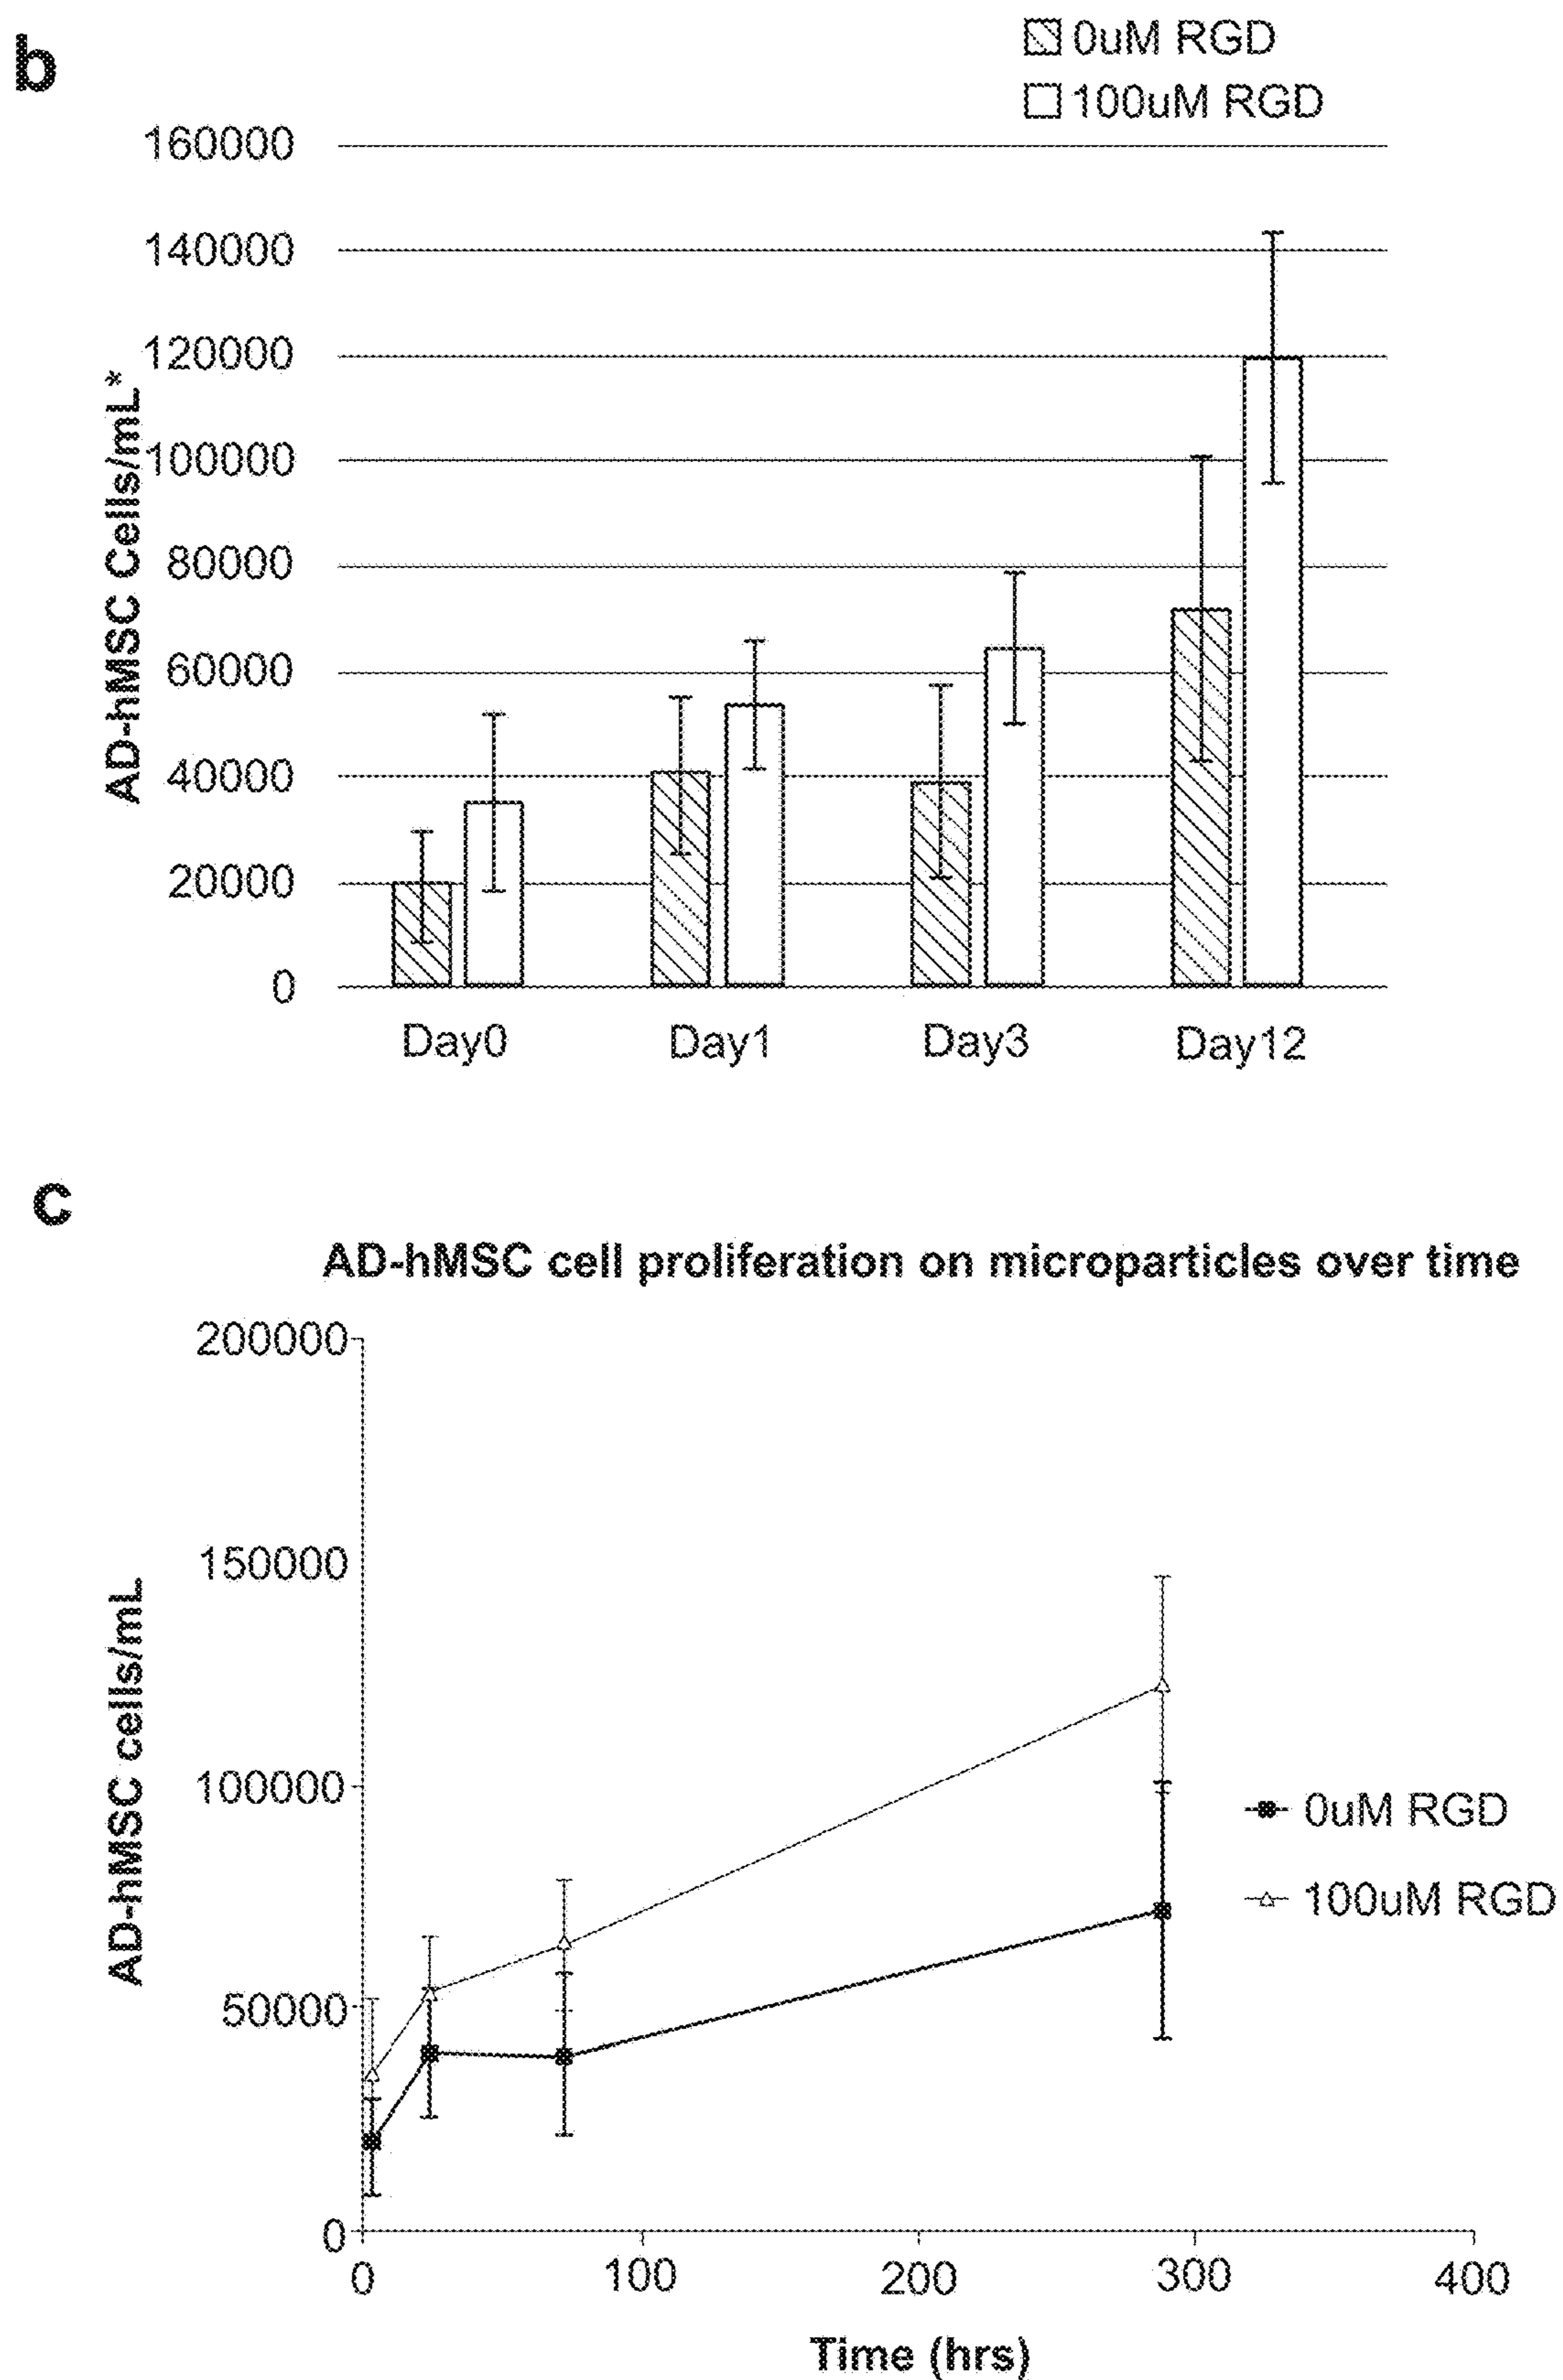 b
0uM RGD
100uM RGD
160000
140000
120000
100000
80000
60000
40000
20000
0
AD-hMSC Cells/mL*
Day0 Day1 Day3 Day12
c
AD-hMSC cell proliferation on microparticles over time
200000
150000
100000
50000
0
AD-hMSC cells/mL
0uM RGD
100uM RGD
0 100 200 300 400
Time (hrs)